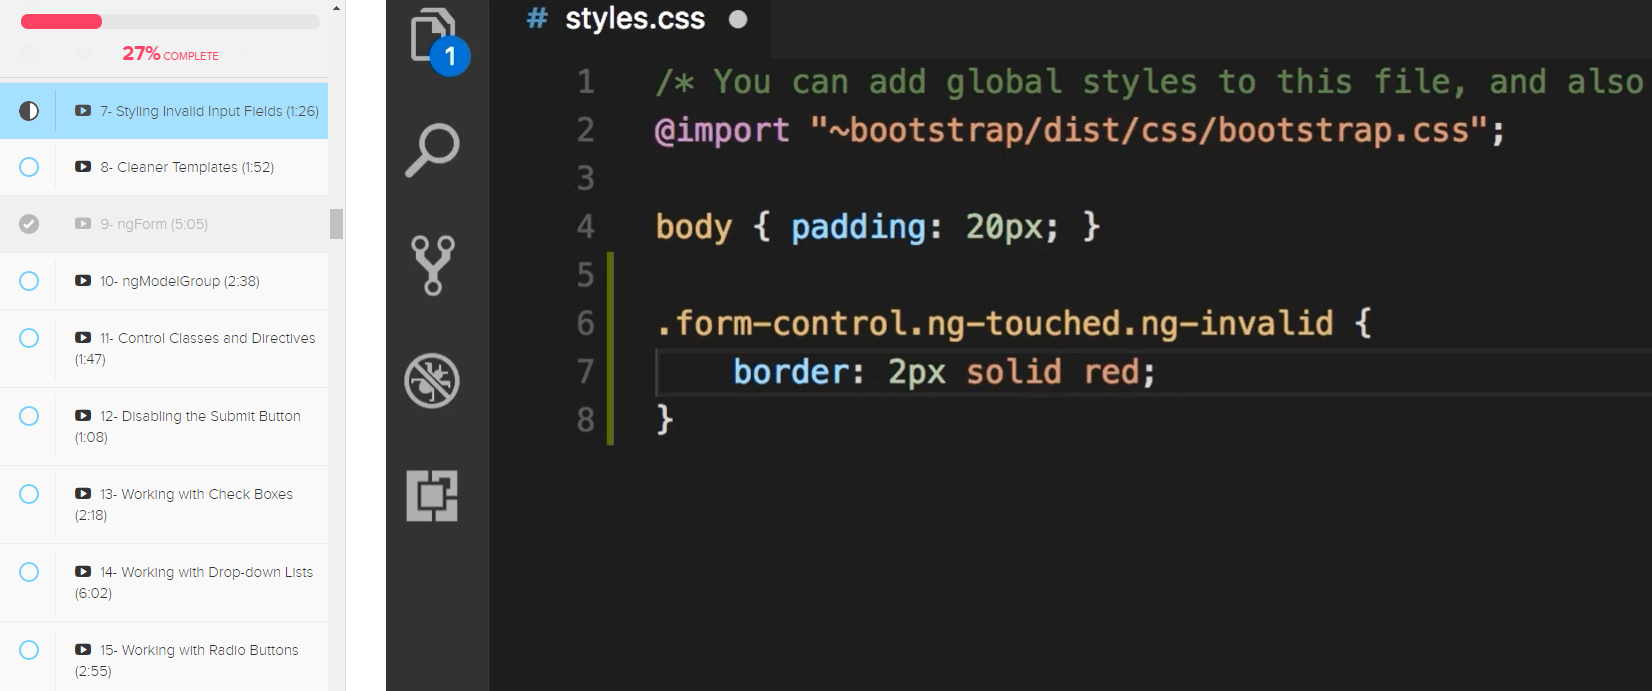 27% COMPLETE
7- Styling Invalid Input Fields (1:26)
8- Cleaner Templates (1:52)
9- ngForm (5:05)
10- ngModelGroup (2:38)
11- Control Classes and Directives
(1:47)
12- Disabling the Submit Button
(1:08)
13- Working with Check Boxes
(2:18)
14- Working with Drop-down Lists
(6:02)
15- Working with Radio Buttons
(2:55)
1
# styles.css
1 /* You can add global styles to this file, and also
2 @import "~bootstrap/dist/css/bootstrap.css";
3
4 body { padding: 20px; }
5
6 .form-control.ng-touched.ng-invalid {
7 border: 2px solid red;
8 }